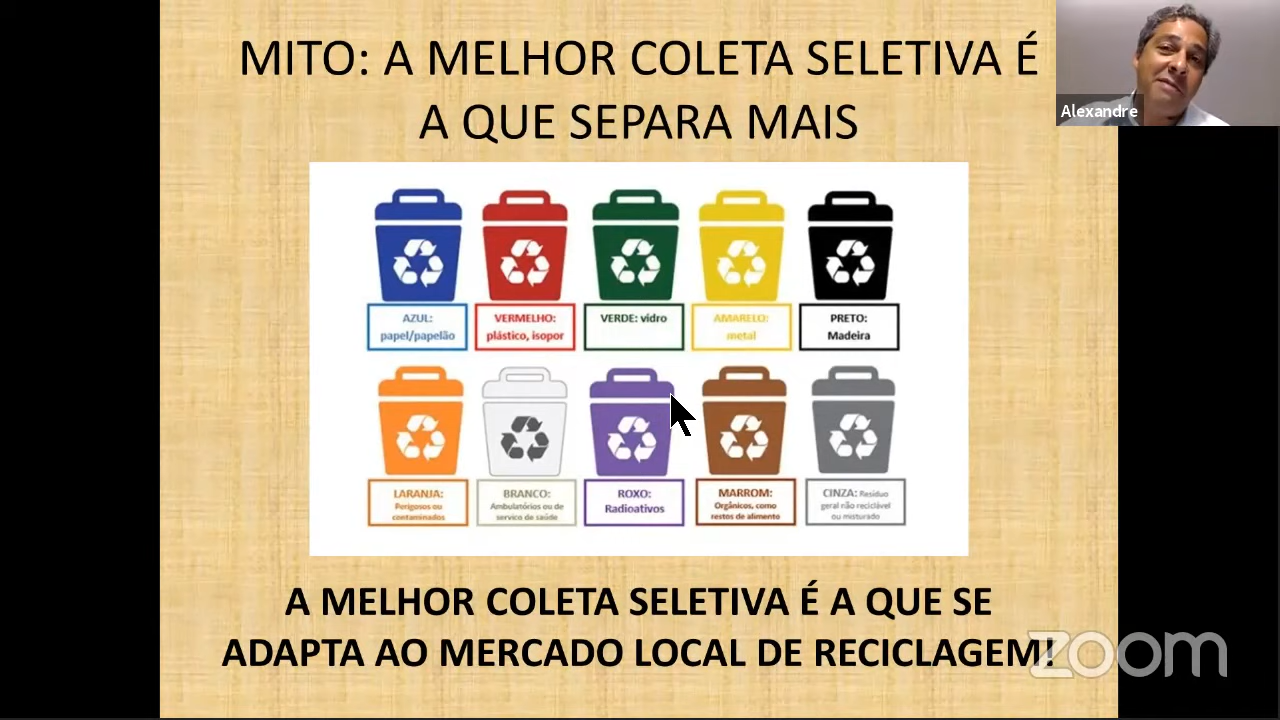 MITO: A MELHOR COLETA SELETIVA É
A QUE SEPARA MAIS
Alexandre
AZUL:
papel/papelão
VERMELHO:
plástico, isopor
VERDE: vidro
AMARELO:
metal
PRETO:
Madeira
LARANJA:
Perigosos ou
contaminados
BRANCO:
Ambulatórios ou de
serviço de saúde
ROXO:
Radioativos
MARROM:
Orgânicos, como
restos de alimento
CINZA: Resíduo
geral não reciclável
ou misturado
A MELHOR COLETA SELETIVA É A QUE SE
ADAPTA AO MERCADO LOCAL DE RECICLAGEM!
zoom